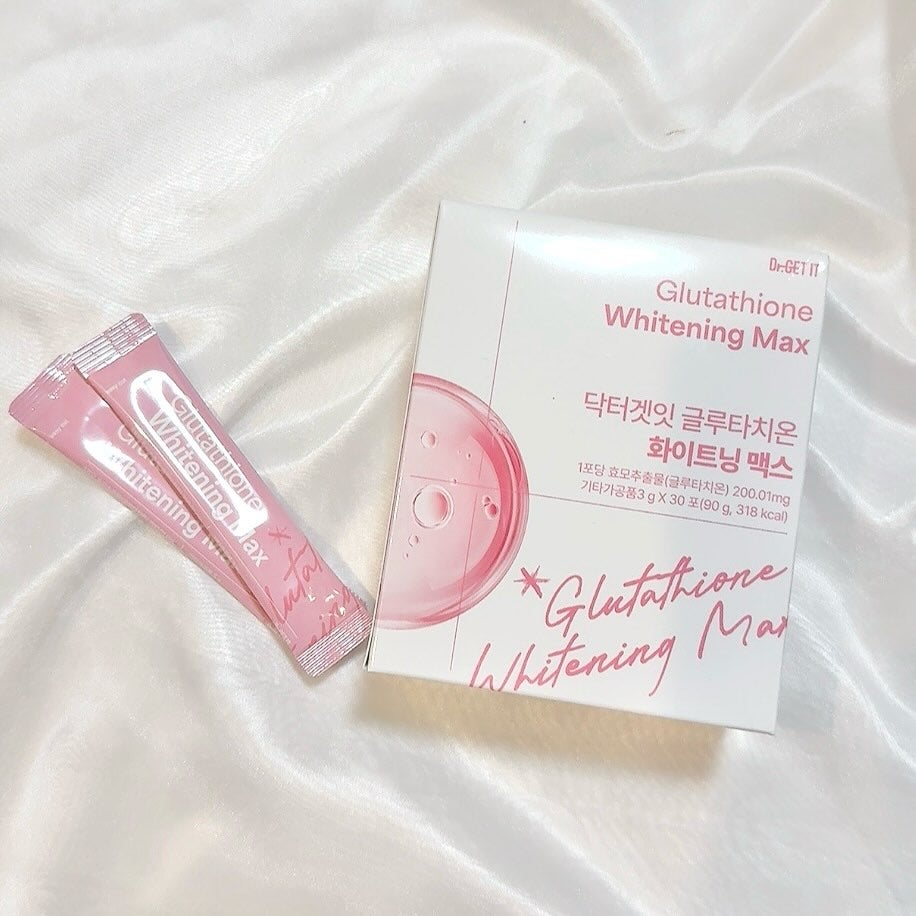 Dr.GET IT
Glutathione
Whitening Max
닥터겟잇 글루타치온
화이트닝 맥스
1포당 효모추출물(글루타치온) 200.01mg
기타가공품3 g X 30 포(90 g, 318 kcal)
*Glutathione
Whitening Max
Glutathione
Whitening
Max